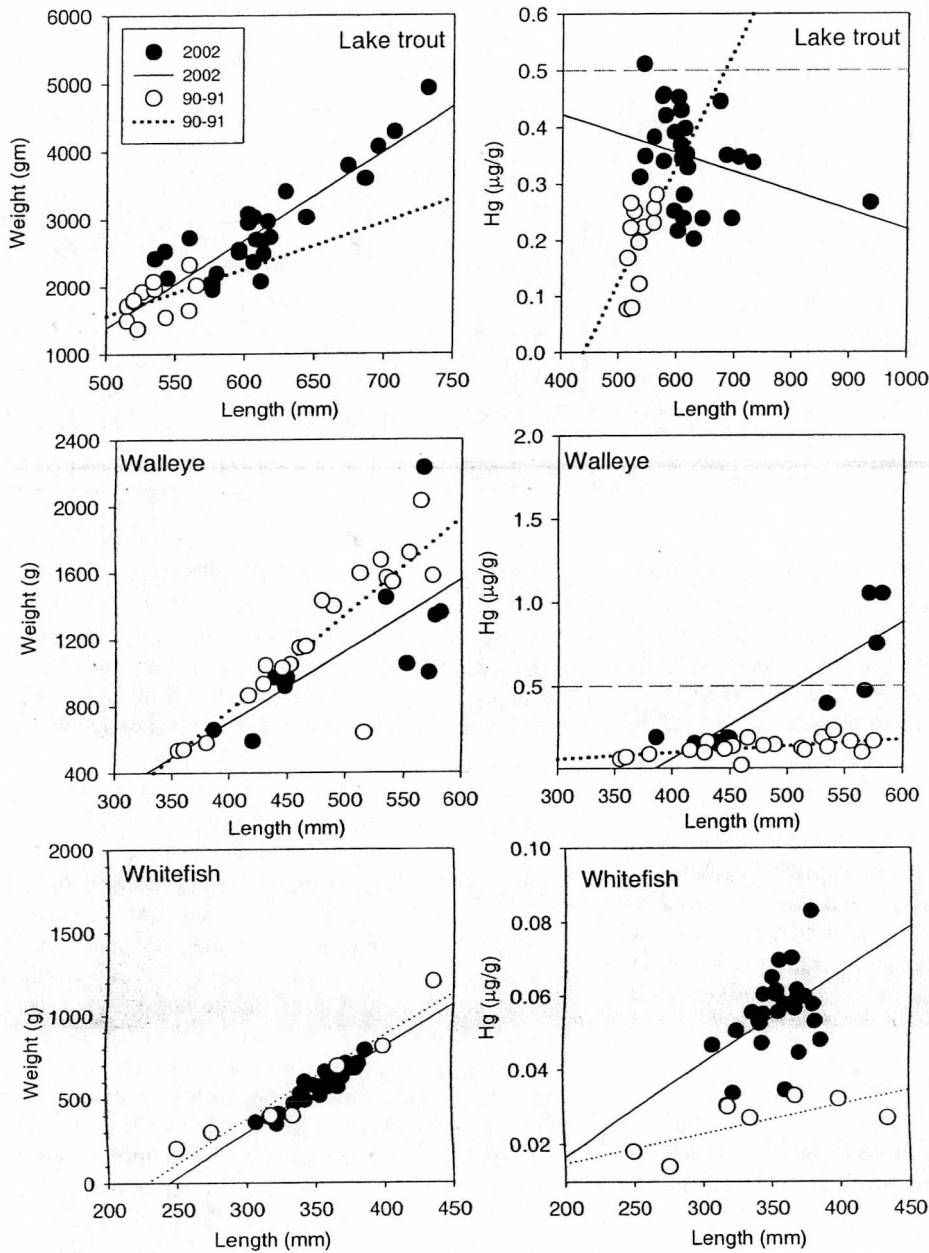 Lake trout
2002
2002
90-91
90-91
6000
5000
4000
3000
2000
1000
Weight (gm)
500 550 600 650 700 750
Length (mm)
Lake trout
0.6
0.5
0.4
0.3
0.2
0.1
0.0
Hg (µg/g)
400 500 600 700 800 900 1000
Length (mm)
Walleye
2400
2000
1600
1200
800
400
Weight (g)
300 350 400 450 500 550 600
Length (mm)
Walleye
2.0
1.5
1.0
0.5
Hg (µg/g)
300 350 400 450 500 550 600
Length (mm)
Whitefish
2000
1500
1000
500
0
Weight (g)
200 250 300 350 400 450
Length (mm)
Whitefish
0.10
0.08
0.06
0.04
0.02
Hg (µg/g)
200 250 300 350 400 450
Length (mm)